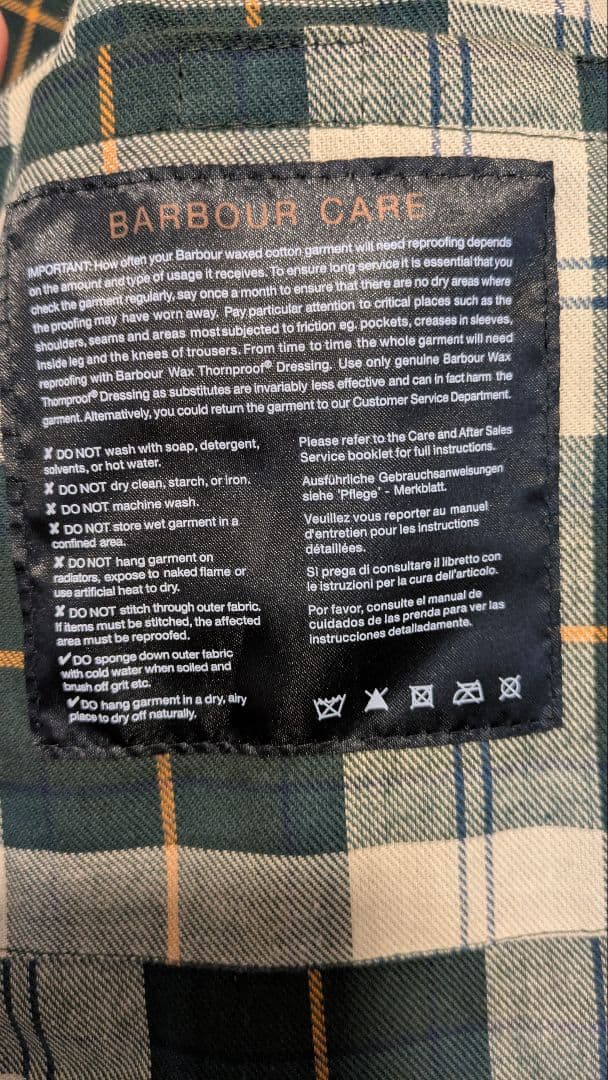 BARBOUR CARE
IMPORTANT: How often your Barbour waxed cotton garment will need reproofing depends
on the amount and type of usage it receives. To ensure long service it is essential that you
check the garment regularly, say once a month to ensure that there are no dry areas where
the proofing may have worn away. Pay particular attention to critical places such as the
shoulders, seams and areas most subjected to friction eg. pockets, creases in sleeves,
inside leg and the knees of trousers. From time to time the whole garment will need
reproofing with Barbour Wax Thornproof® Dressing. Use only genuine Barbour Wax
Thornproof® Dressing as substitutes are invariably less effective and can in fact harm the
garment. Alternatively, you could return the garment to our Customer Service Department.
✗ DO NOT wash with soap, detergent,
solvents, or hot water.
✗ DO NOT dry clean, starch, or iron.
✗ DO NOT machine wash.
✗ DO NOT store wet garment in a
confined area.
✗ DO NOT hang garment on
radiators, expose to naked flame or
use artificial heat to dry.
✗ DO NOT stitch through outer fabric.
If items must be stitched, the affected
area must be reproofed.
✓ DO sponge down outer fabric
with cold water when soiled and
brush off grit etc.
✓ DO hang garment in a dry, airy
place to dry off naturally.
Please refer to the Care and After Sales
Service booklet for full instructions.
Ausführliche Gebrauchsanweisungen
siehe 'Pflege' - Merkblatt.
Veuillez vous reporter au manuel
d'entretien pour les instructions
détaillées.
Si prega di consultare il libretto con
le istruzioni per la cura dell'articolo.
Por favor, consulte el manual de
cuidados de las prenda para ver las
instrucciones detalladamente.